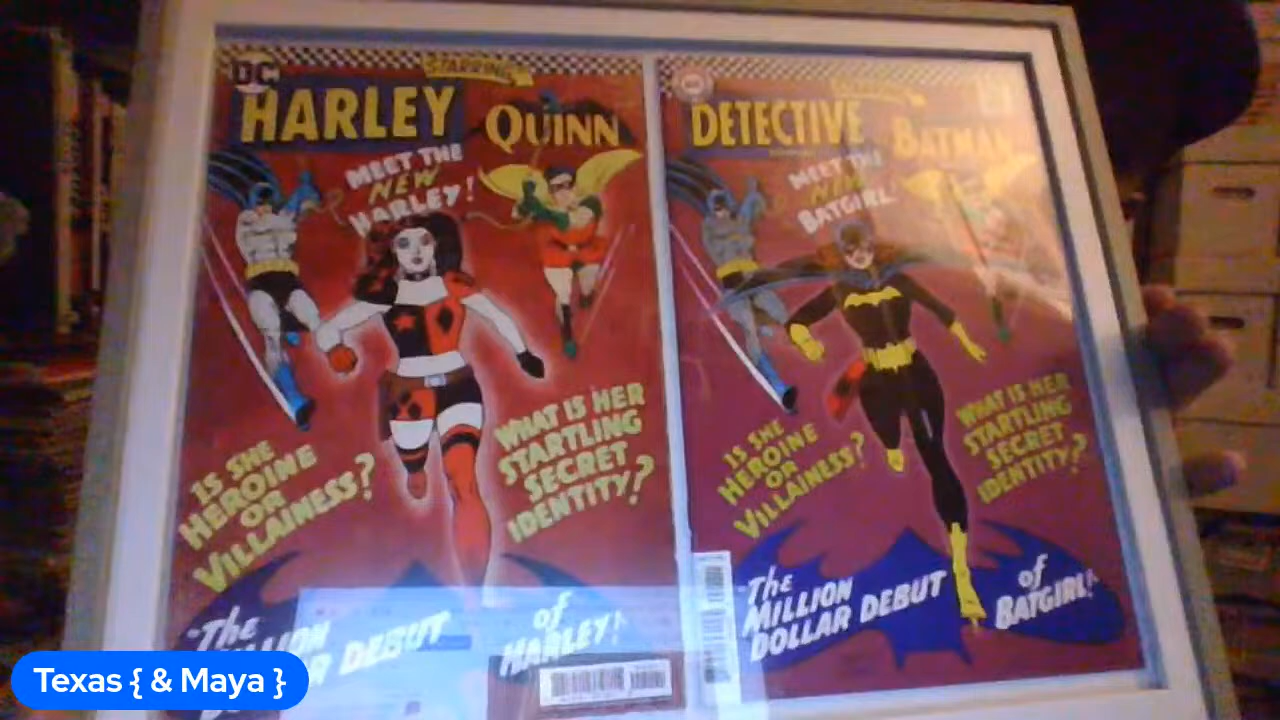 DC
STARRING
HARLEY QUINN
MEET THE
NEW
HARLEY!
IS SHE
HEROINE
OR
VILLAINESS?
WHAT IS HER
STARTLING
SECRET
IDENTITY?
"The
DEBUT
of
HARLEY!
DETECTIVE
BATMAN
MEET THE
NEW
BATGIRL!
IS SHE
HEROINE
OR
VILLAINESS?
WHAT IS HER
STARTLING
SECRET
IDENTITY?
"The
MILLION
DOLLAR DEBUT
of
BATGIRL!"
Texas { & Maya }